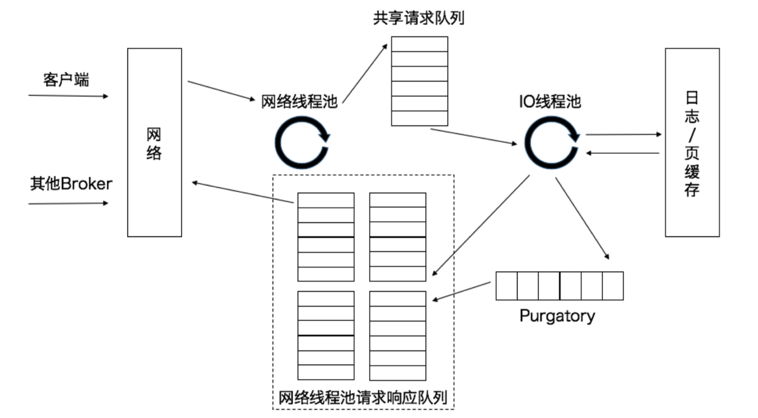 共享请求队列
客户端
网络线程池
IO线程池
网络
日志/页缓存
其他Broker
Purgatory
网络线程池请求响应队列